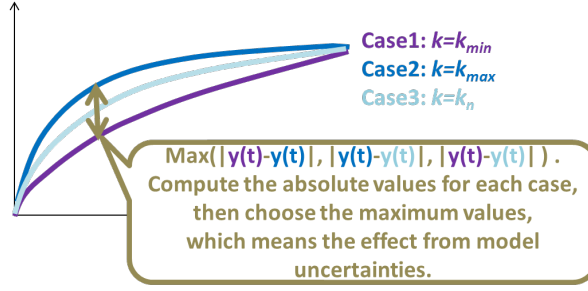 Case1: k=kmin
Case2: k=kmax
Case3: k=kn
Max(|y(t)-y(t)|,|y(t)-y(t)|,|y(t)-y(t)| ) .
Compute the absolute values for each case,
then choose the maximum values,
which means the effect from model
uncertainties.